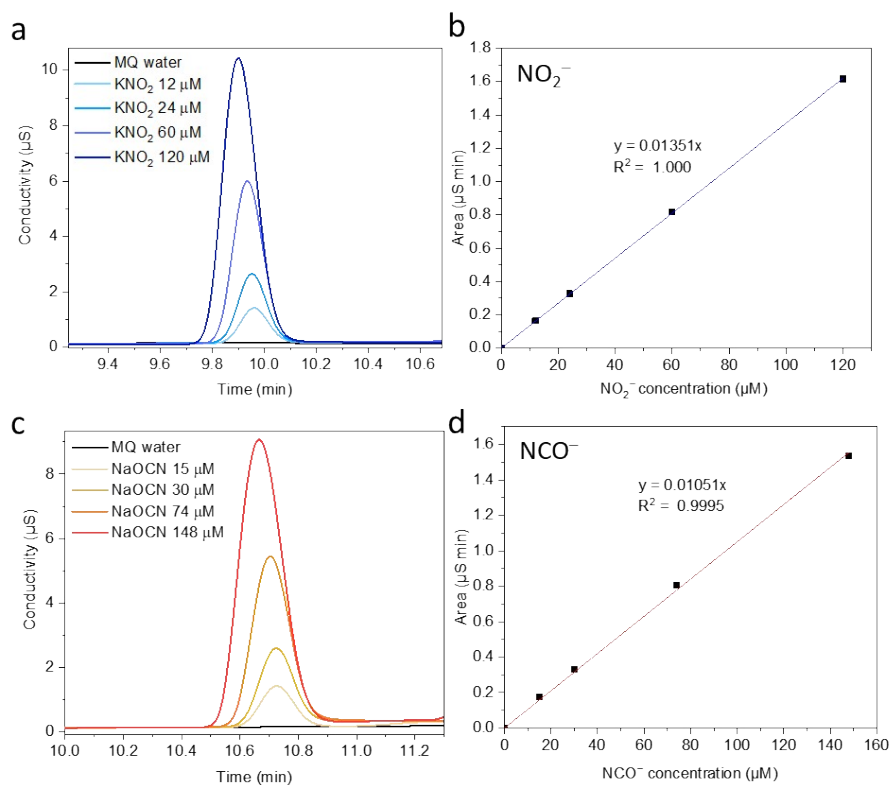 a
MQ water
KNO₂ 12 µM
KNO₂ 24 µM
KNO₂ 60 µM
KNO₂ 120 µM
Conductivity (µS)
10
8
6
4
2
0
9.4 9.6 9.8 10.0 10.2 10.4 10.6
Time (min)
b
NO₂⁻
y = 0.01351x
R² = 1.000
Area (µS min)
1.8
1.6
1.4
1.2
1.0
0.8
0.6
0.4
0.2
0.0
0 20 40 60 80 100 120
NO₂⁻ concentration (µM)
c
MQ water
NaOCN 15 µM
NaOCN 30 µM
NaOCN 74 µM
NaOCN 148 µM
Conductivity (µS)
8
6
4
2
0
10.0 10.2 10.4 10.6 10.8 11.0 11.2
Time (min)
d
NCO⁻
y = 0.01051x
R² = 0.9995
Area (µS min)
1.6
1.4
1.2
1.0
0.8
0.6
0.4
0.2
0.0
0 20 40 60 80 100 120 140 160
NCO⁻ concentration (µM)